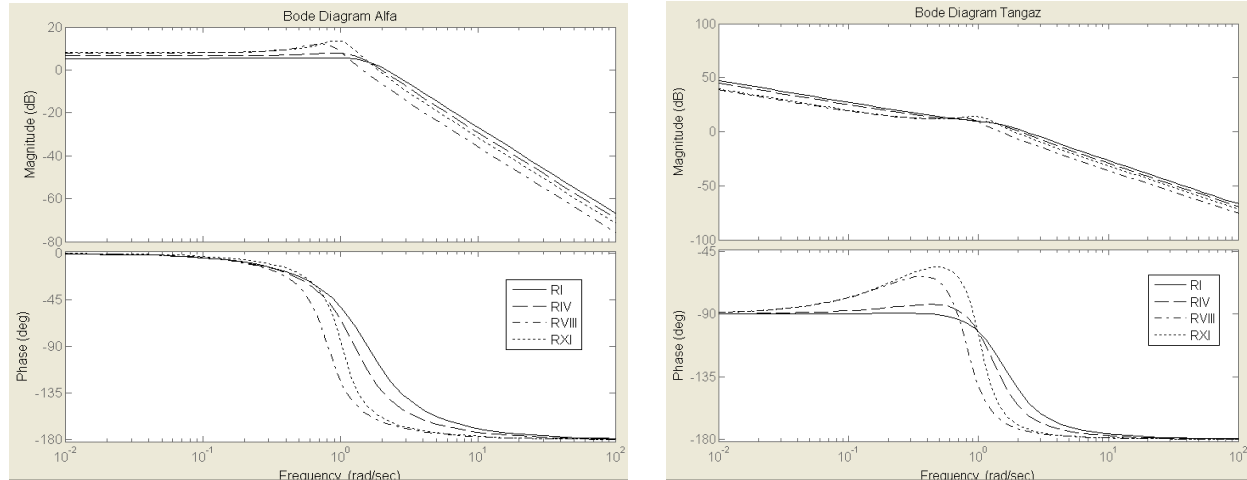 Bode Diagram Alfa
20
0
-20
-40
-60
-80
Magnitude (dB)
0
-45
-90
-135
-180
Phase (deg)
RI
RIV
RVIII
RXI
10^-2
10^-1
10^0
10^1
10^2
Frequency (rad/sec)
Bode Diagram Tangaz
100
50
0
-50
-100
Magnitude (dB)
-45
-90
-135
-180
Phase (deg)
RI
RIV
RVIII
RXI
10^-2
10^-1
10^0
10^1
10^2
Frequency (rad/sec)